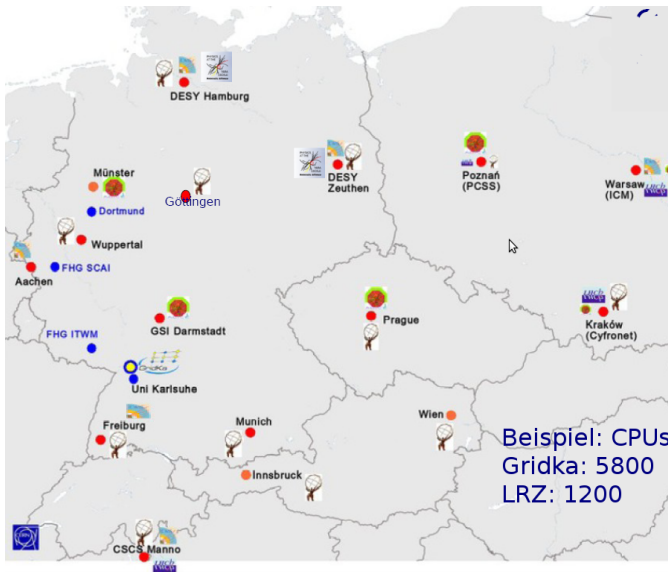 DESY Hamburg
Münster
Göttingen
DESY
Zeuthen
Poznań
(PCSS)
Warsaw
(ICM)
Dortmund
Wuppertal
FHG SCAI
Aachen
GSI Darmstadt
Prague
Kraków
(Cyfronet)
FHG ITWM
GridKa
Uni Karlsuhe
Freiburg
Munich
Wien
Innsbruck
CSCS Manno
Beispiel: CPUs
Gridka: 5800
LRZ: 1200